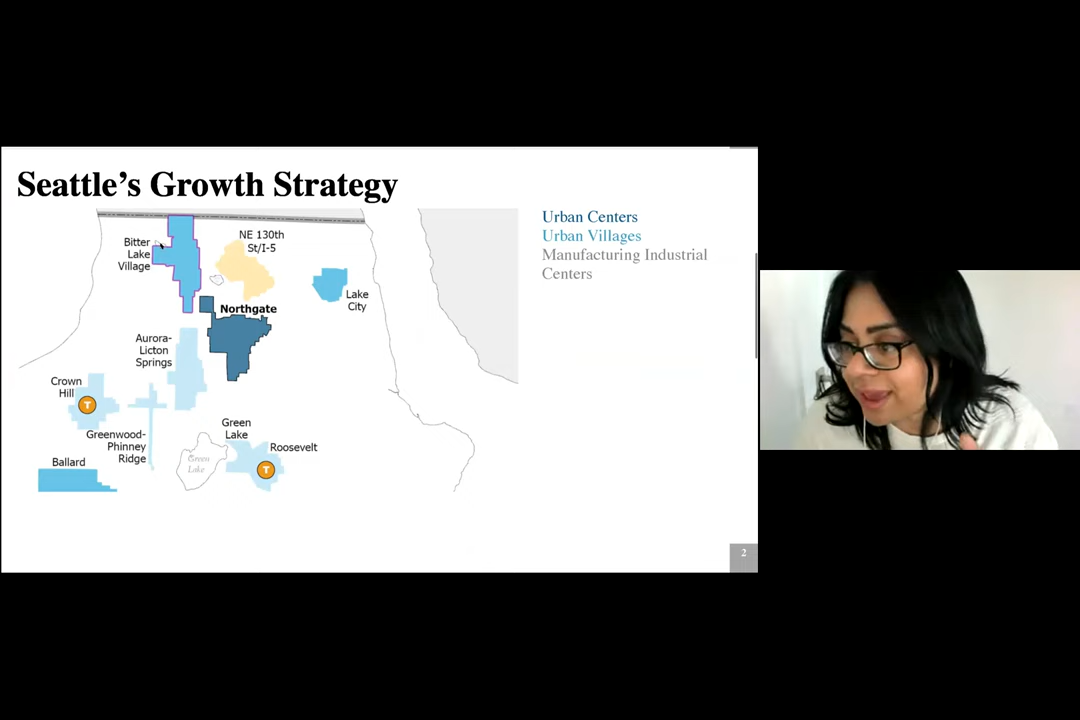 Seattle's Growth Strategy
Urban Centers
Urban Villages
Manufacturing Industrial
Centers
Bitter
Lake
Village
NE 130th
St/I-5
Lake
City
Northgate
Aurora-
Licton
Springs
Crown
Hill
T
Greenwood-
Phinney
Ridge
Green
Lake
Roosevelt
T
Green
Lake
Ballard
2